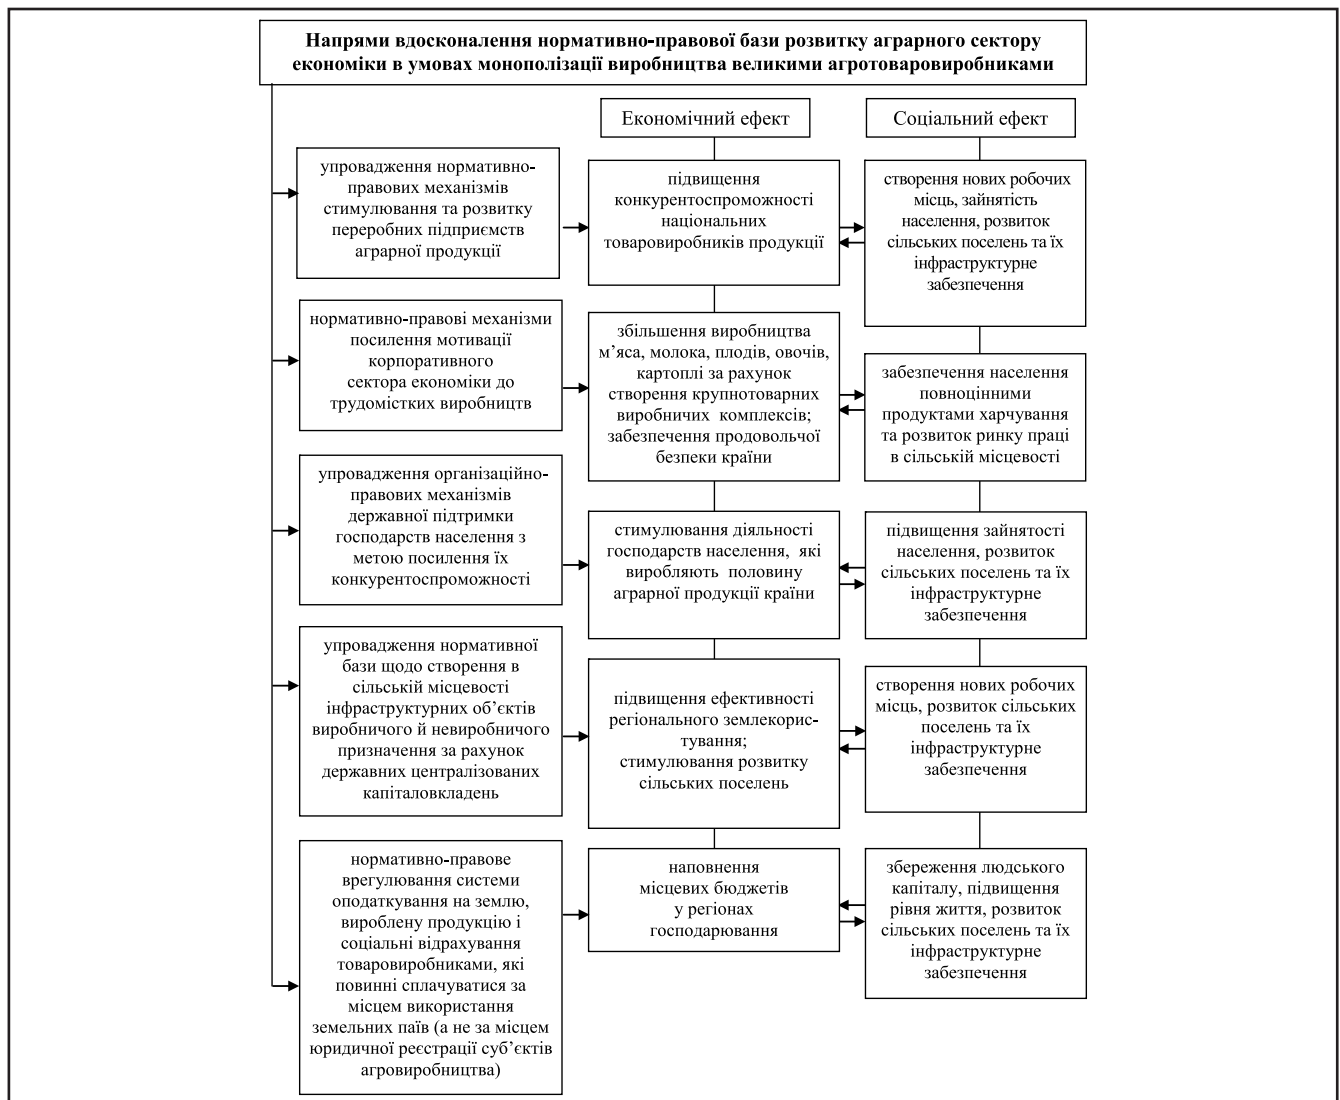 Напрями вдосконалення нормативно-правової бази розвитку аграрного сектору
економіки в умовах монополізації виробництва великими агротоваровиробниками
Економічний ефект
Соціальний ефект
упровадження нормативно-
правових механізмів
стимулювання та розвитку
переробних підприємств
аграрної продукції
підвищення
конкурентоспроможності
національних
товаровиробників продукції
створення нових робочих
місць, зайнятість
населення, розвиток
сільських поселень та їх
інфраструктурне
забезпечення
нормативно-правові механізми
посилення мотивації
корпоративного
сектора економіки до
трудомістких виробництв
збільшення виробництва
м’яса, молока, плодів, овочів,
картоплі за рахунок
створення крупнотоварних
виробничих комплексів;
забезпечення продовольчої
безпеки країни
забезпечення населення
повноцінними
продуктами харчування
та розвиток ринку праці
в сільській місцевості
упровадження організаційно-
правових механізмів
державної підтримки
господарств населення з
метою посилення їх
конкурентоспроможності
стимулювання діяльності
господарств населення, які
виробляють половину
аграрної продукції країни
підвищення зайнятості
населення, розвиток
сільських поселень та їх
інфраструктурне
забезпечення
упровадження нормативної
бази щодо створення в
сільській місцевості
інфраструктурних об’єктів
виробничого й невиробничого
призначення за рахунок
державних централізованих
капіталовкладень
підвищення ефективності
регіонального землекорис-
тування;
стимулювання розвитку
сільських поселень
створення нових робочих
місць, розвиток сільських
поселень та їх
інфраструктурне
забезпечення
нормативно-правове
врегулювання системи
оподаткування на землю,
вироблену продукцію і
соціальні відрахування
товаровиробниками, які
повинні сплачуватися за
місцем використання
земельних паїв (а не за місцем
юридичної реєстрації суб’єктів
агровиробництва)
наповнення
місцевих бюджетів
у регіонах
господарювання
збереження людського
капіталу, підвищення
рівня життя, розвиток
сільських поселень та їх
інфраструктурне
забезпечення